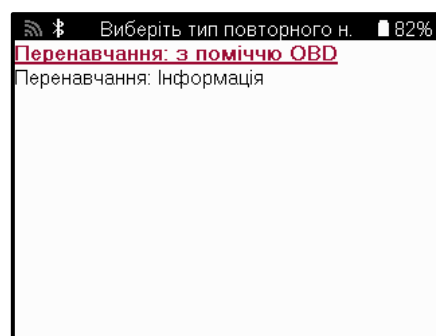 Виберіть тип повторного н. 82%
Перенавчання: з поміччю OBD
Перенавчання: Інформація